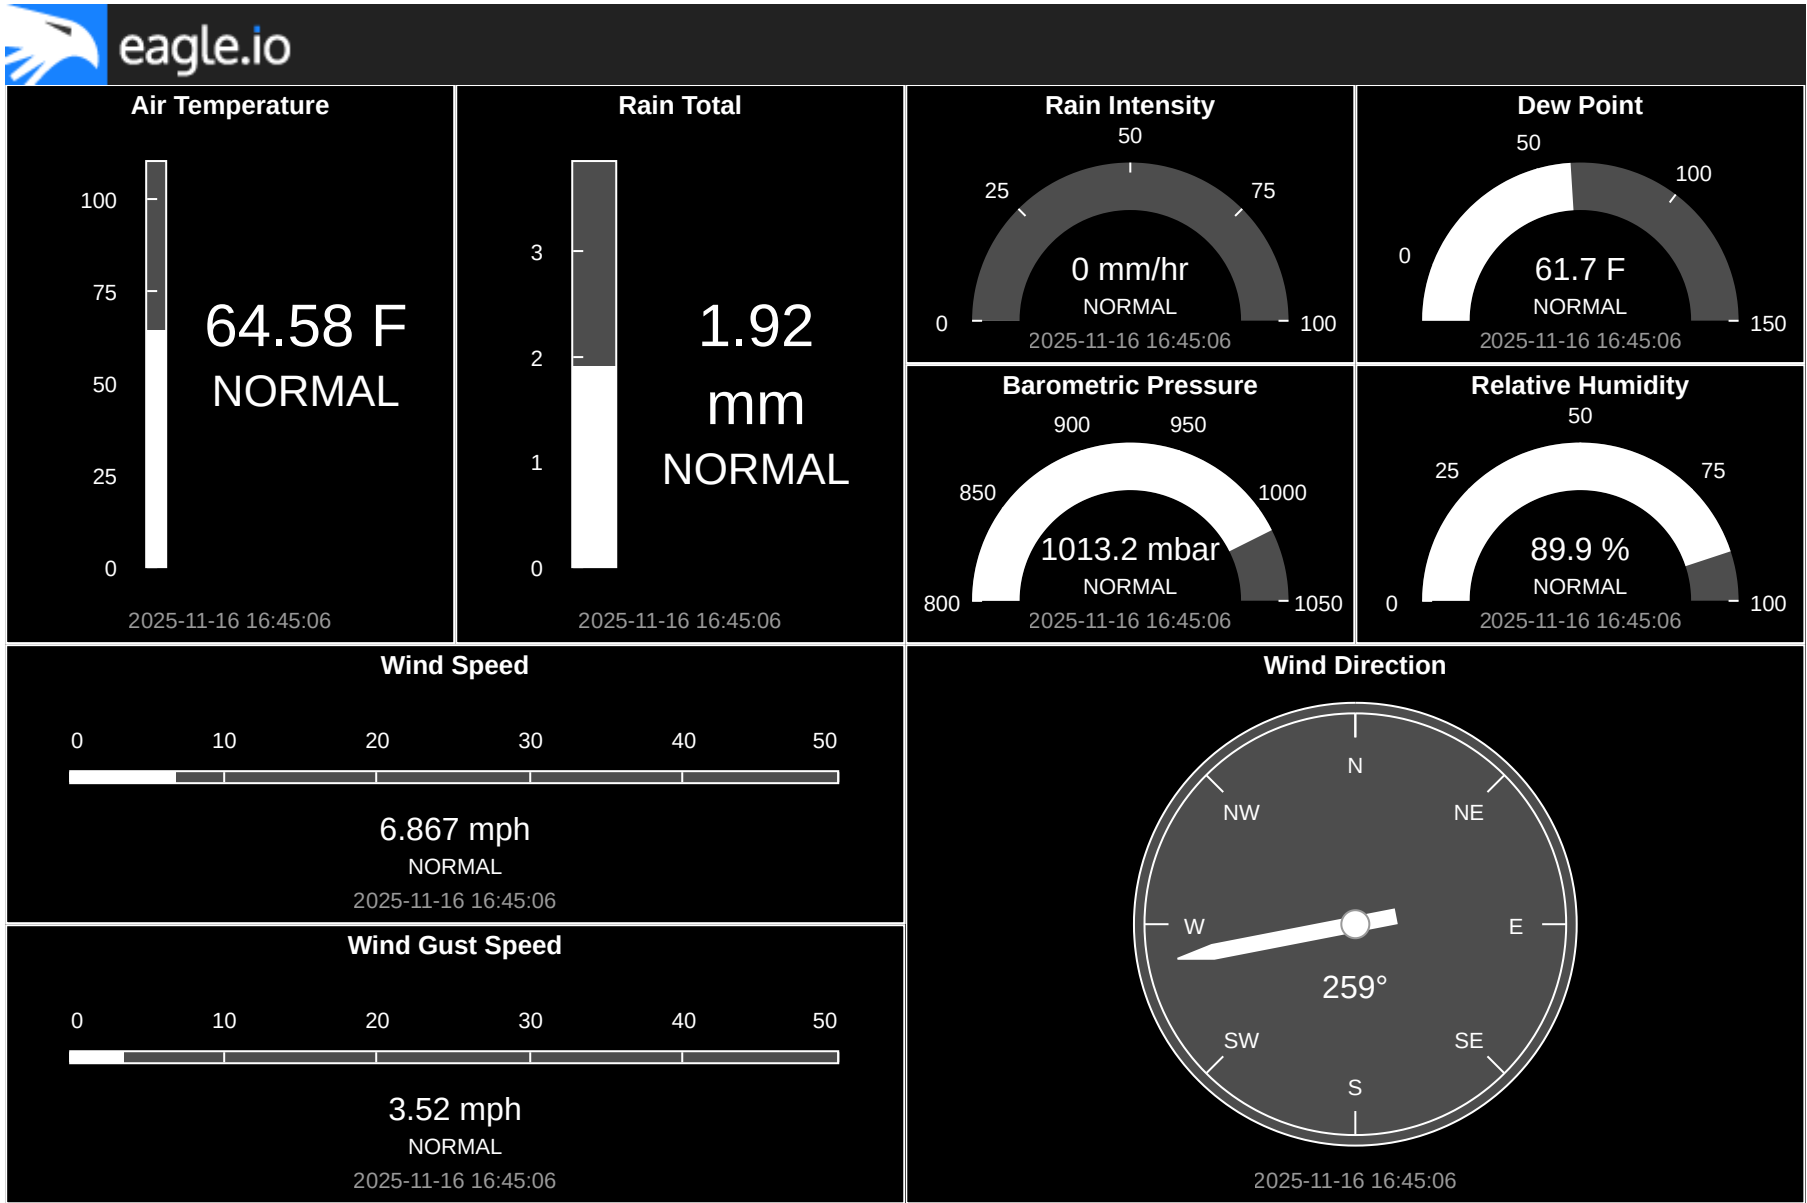 eagle.io
Air Temperature
100
75
50
25
0
64.58 F
NORMAL
2025-11-16 16:45:06
Rain Total
3
2
1
0
1.92
mm
NORMAL
2025-11-16 16:45:06
Rain Intensity
50
25
75
0
100
0 mm/hr
NORMAL
2025-11-16 16:45:06
Dew Point
50
100
0
150
61.7 F
NORMAL
2025-11-16 16:45:06
Barometric Pressure
900
950
850
1000
800
1050
1013.2 mbar
NORMAL
2025-11-16 16:45:06
Relative Humidity
50
25
75
0
100
89.9 %
NORMAL
2025-11-16 16:45:06
Wind Speed
0 10 20 30 40 50
6.867 mph
NORMAL
2025-11-16 16:45:06
Wind Gust Speed
0 10 20 30 40 50
3.52 mph
NORMAL
2025-11-16 16:45:06
Wind Direction
N
NW
NE
W
E
259°
SW
SE
S
2025-11-16 16:45:06